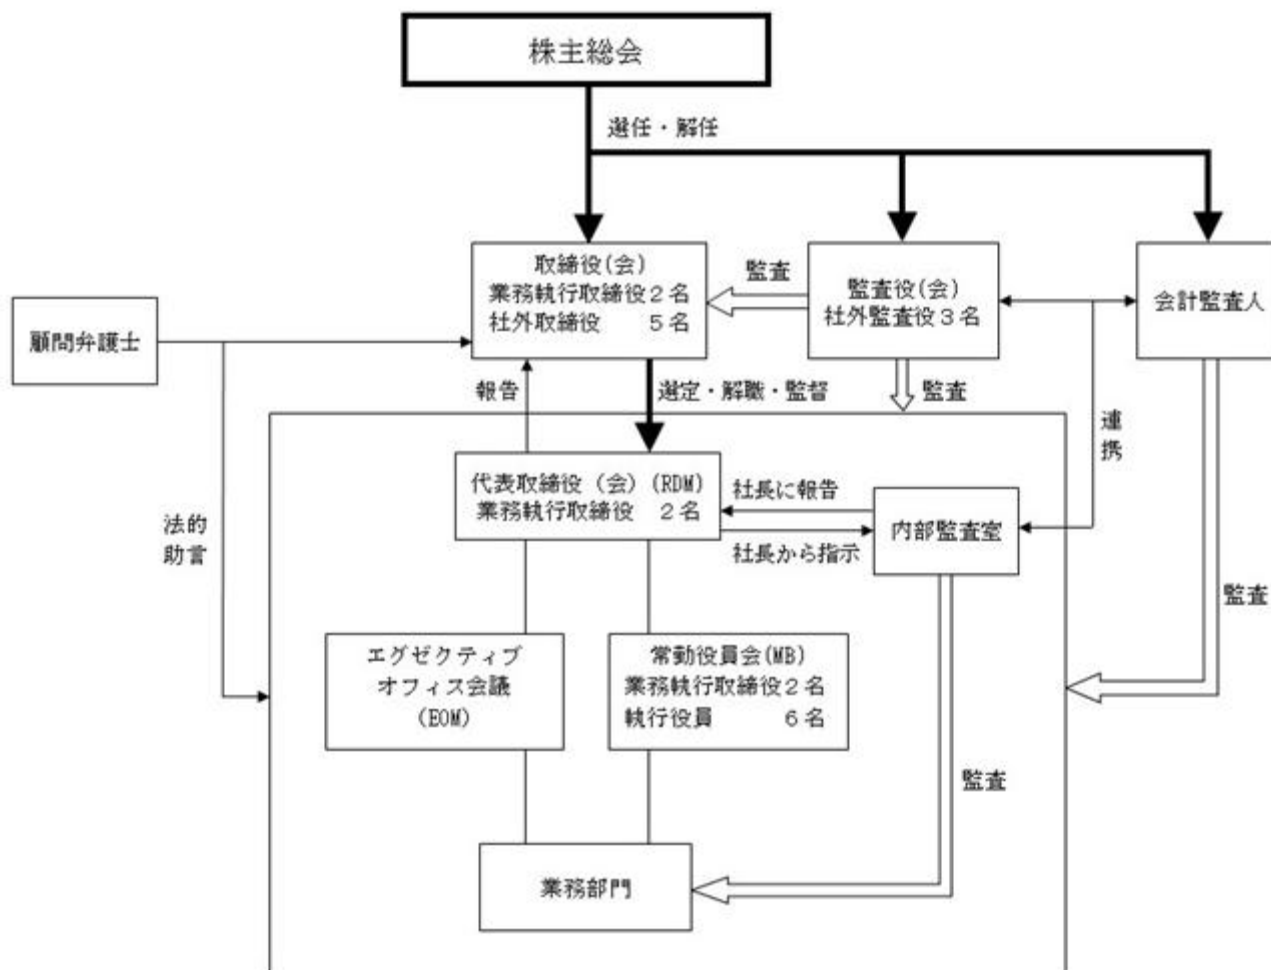 株主総会
選任・解任
取締役(会)
業務執行取締役2名
社外取締役　　5名
監査
監査役(会)
社外監査役3名
会計監査人
顧問弁護士
報告
選定・解職・監督
監査
連携
代表取締役（会）(RDM)
業務執行取締役　2名
社長に報告
社長から指示
内部監査室
法的
助言
監査
エグゼクティブ
オフィス会議
(EOM)
常勤役員会(MB)
業務執行取締役2名
執行役員　　　6名
監査
業務部門